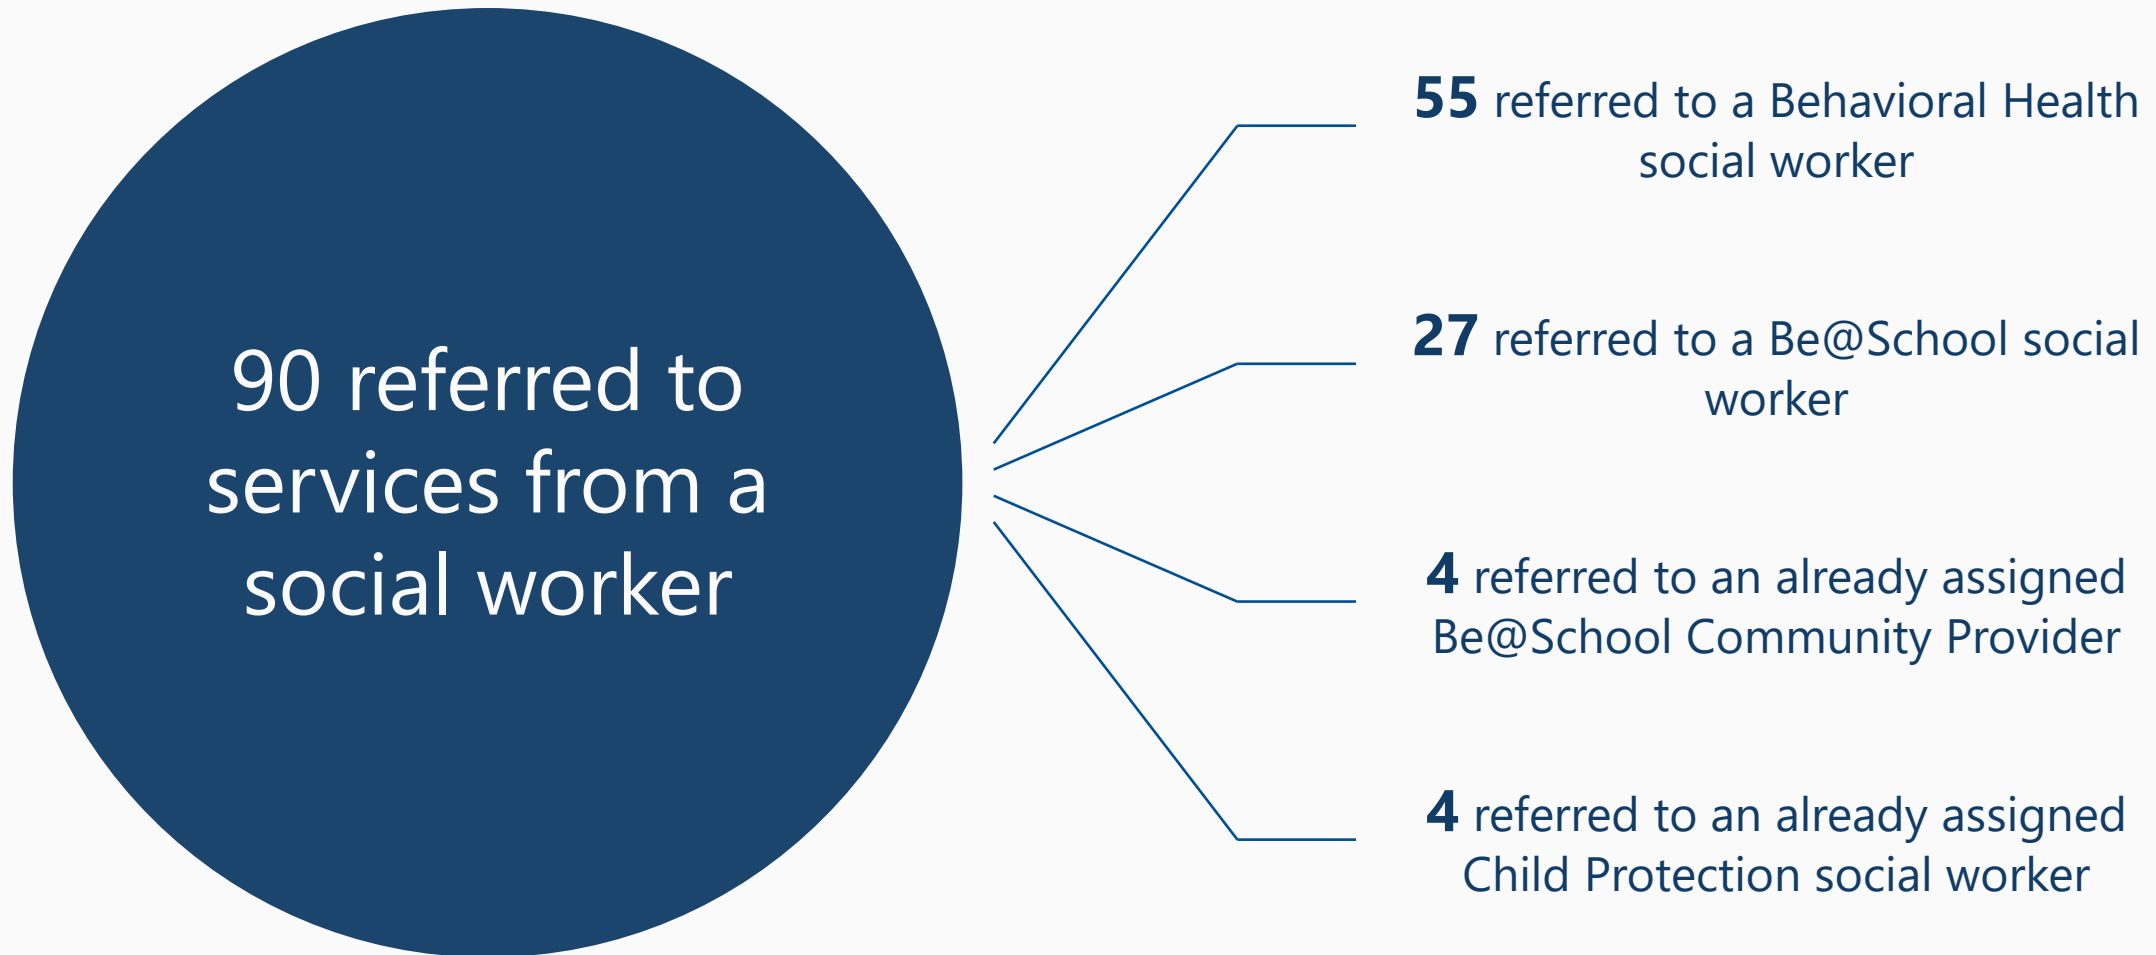 90 referred to
services from a
social worker
55 referred to a Behavioral Health
social worker
27 referred to a Be@School social
worker
4 referred to an already assigned
Be@School Community Provider
4 referred to an already assigned
Child Protection social worker